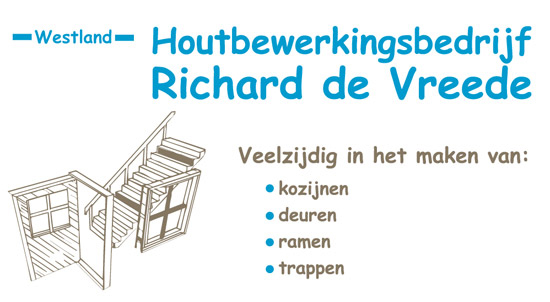 Westland
Houtbewerkingsbedrijf
Richard de Vreede
Veelzijdig in het maken van:
kozijnen
deuren
ramen
trappen